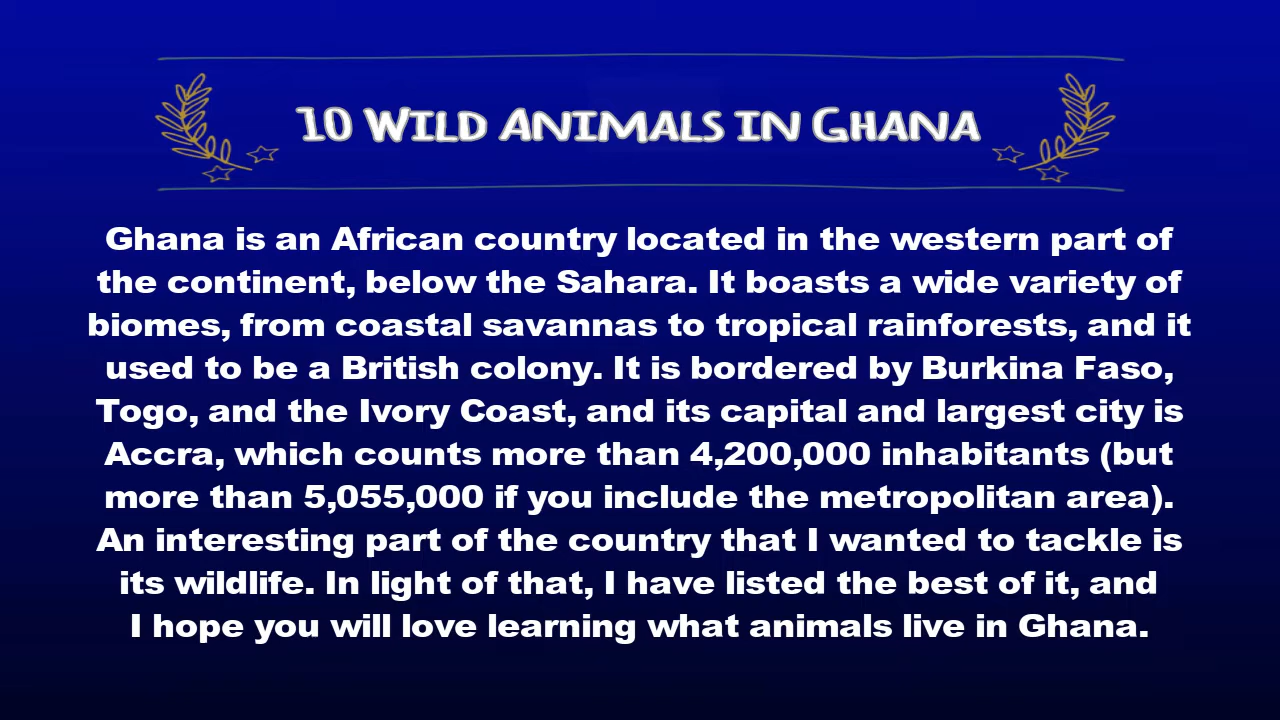 10 Wild Animals in Ghana
Ghana is an African country located in the western part of
the continent, below the Sahara. It boasts a wide variety of
biomes, from coastal savannas to tropical rainforests, and it
used to be a British colony. It is bordered by Burkina Faso,
Togo, and the Ivory Coast, and its capital and largest city is
Accra, which counts more than 4,200,000 inhabitants (but
more than 5,055,000 if you include the metropolitan area).
An interesting part of the country that I wanted to tackle is
its wildlife. In light of that, I have listed the best of it, and
I hope you will love learning what animals live in Ghana.